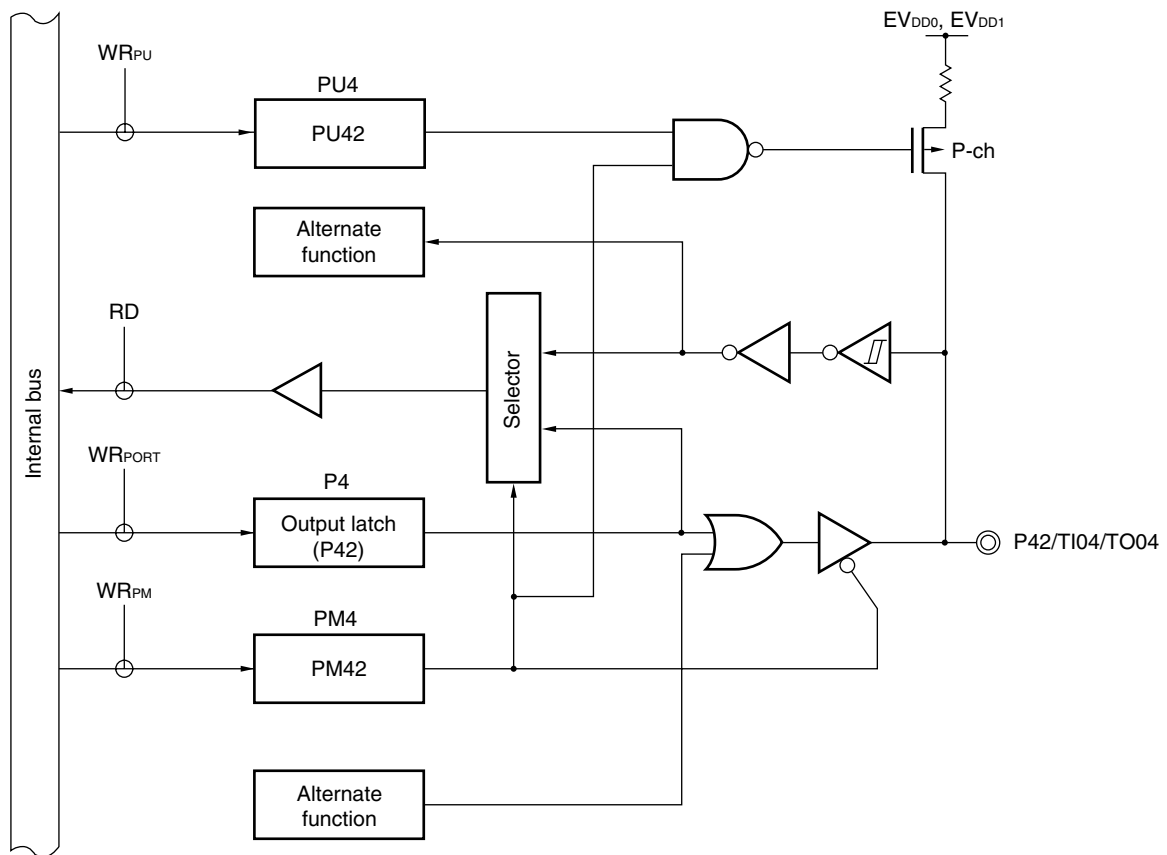 EVDD0, EVDD1
WRPU
PU4
PU42
P-ch
Alternate
function
RD
Selector
Internal bus
WRPORT
P4
Output latch
(P42)
P42/TI04/TO04
WRPM
PM4
PM42
Alternate
function